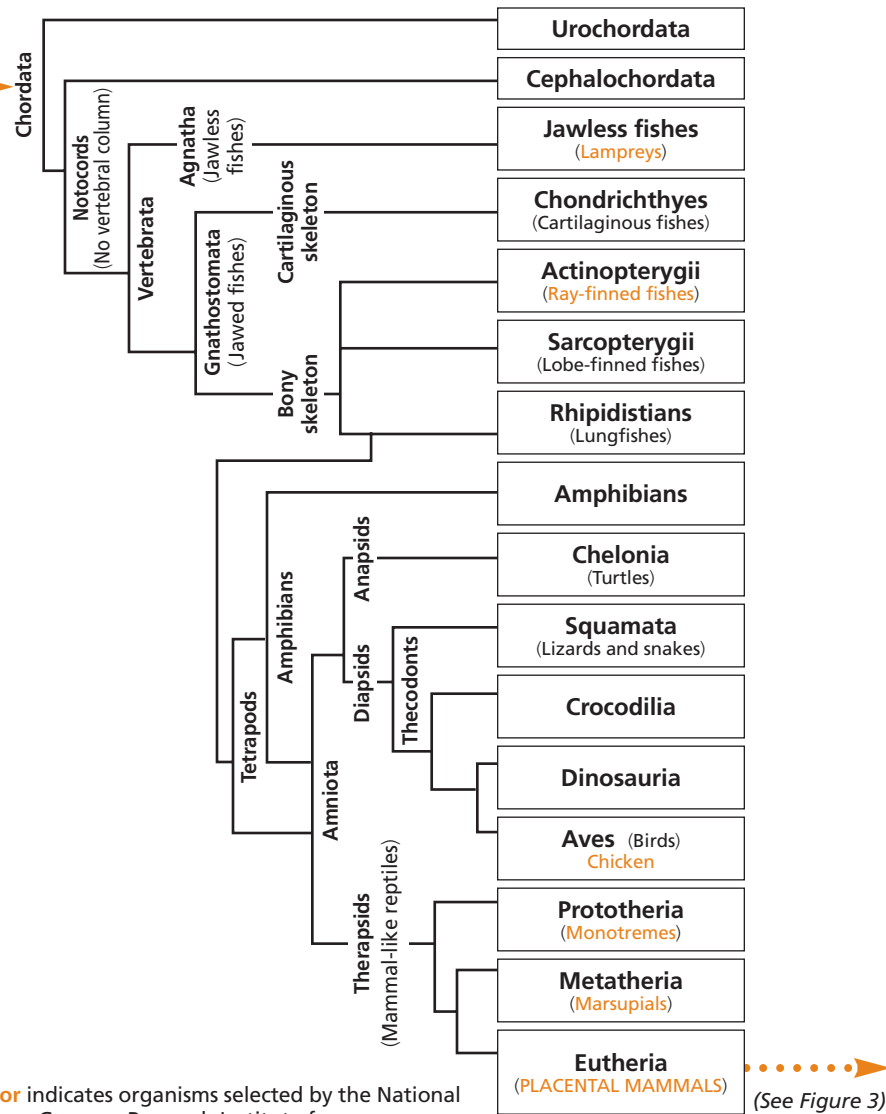 Urochordata
Cephalochordata
Jawless fishes
(Lampreys)
Chondrichthyes
(Cartilaginous fishes)
Actinopterygii
(Ray-finned fishes)
Sarcopterygii
(Lobe-finned fishes)
Rhipidistians
(Lungfishes)
Amphibians
Chelonia
(Turtles)
Squamata
(Lizards and snakes)
Crocodilia
Dinosauria
Aves (Birds)
Chicken
Prototheria
(Monotremes)
Metatheria
(Marsupials)
Eutheria
(PLACENTAL MAMMALS)
(See Figure 3)
Chordata
Notocords
(No vertebral column)
Vertebrata
Agnatha
(Jawless
fishes)
Gnathostomata
(Jawed fishes)
Cartilaginous
skeleton
Bony
skeleton
Tetrapods
Amphibians
Amniota
Anapsids
Diapsids
Thecodonts
Therapsids
(Mammal-like reptiles)
or indicates organisms selected by the National